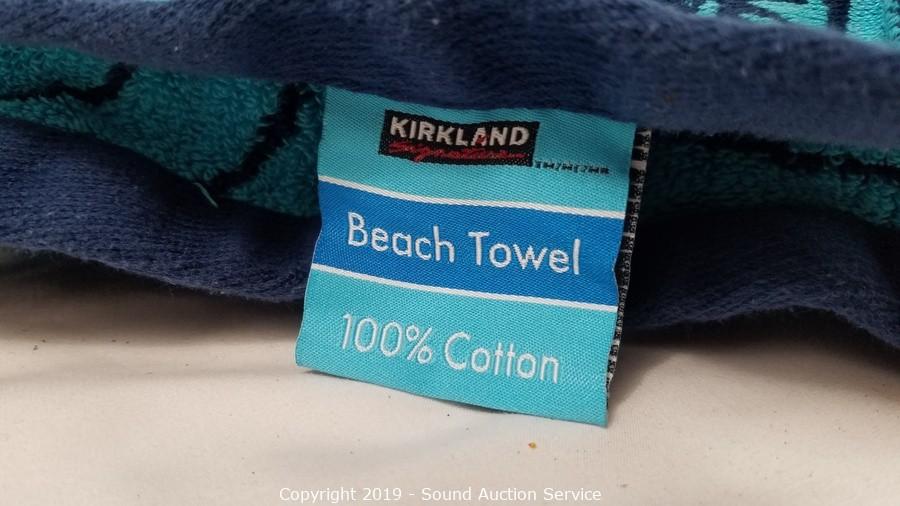 KIRKLAND
Signature
TM/MC/MR
Beach Towel
100% Cotton
Copyright 2019 - Sound Auction Service